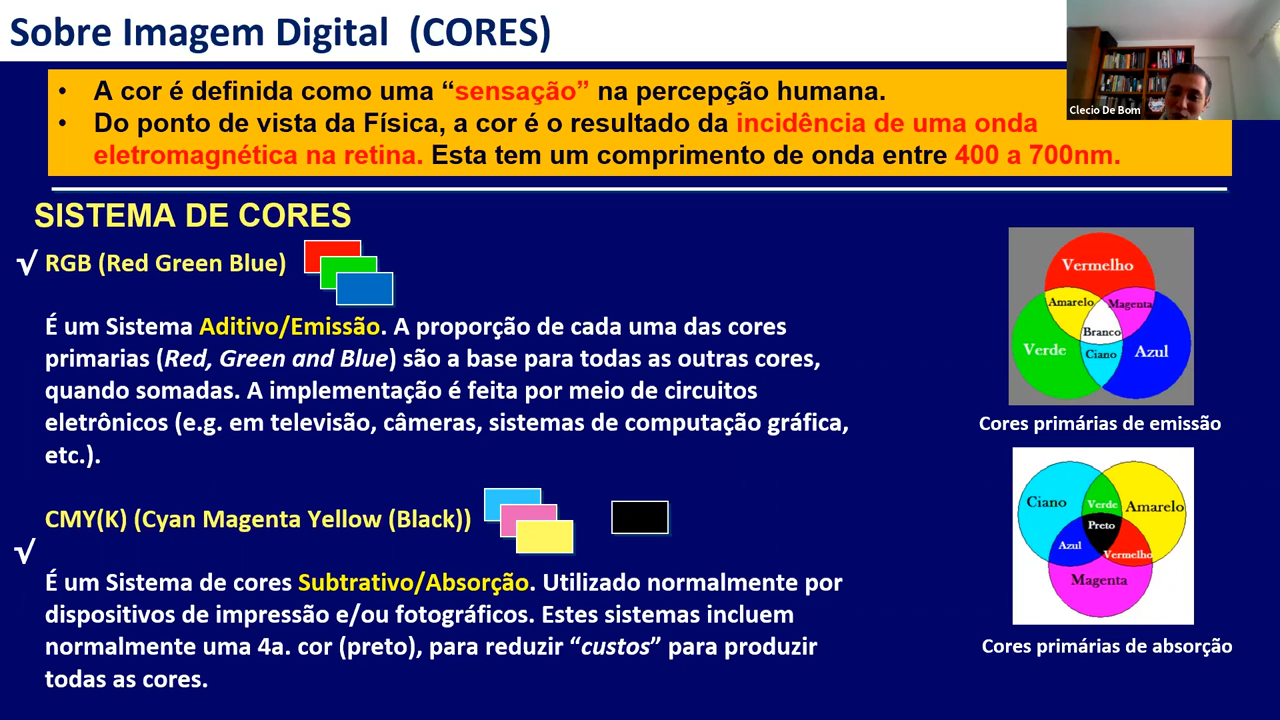 Sobre Imagem Digital (CORES)
Clecio De Bom
• A cor é definida como uma “sensação” na percepção humana.
• Do ponto de vista da Física, a cor é o resultado da incidência de uma onda
eletromagnética na retina. Esta tem um comprimento de onda entre 400 a 700nm.
SISTEMA DE CORES
√ RGB (Red Green Blue)
É um Sistema Aditivo/Emissão. A proporção de cada uma das cores
primarias (Red, Green and Blue) são a base para todas as outras cores,
quando somadas. A implementação é feita por meio de circuitos
eletrônicos (e.g. em televisão, câmeras, sistemas de computação gráfica,
etc.).
CMY(K) (Cyan Magenta Yellow (Black))
√
É um Sistema de cores Subtrativo/Absorção. Utilizado normalmente por
dispositivos de impressão e/ou fotográficos. Estes sistemas incluem
normalmente uma 4a. cor (preto), para reduzir “custos” para produzir
todas as cores.
Vermelho
Amarelo
Magenta
Branco
Verde
Ciano
Azul
Cores primárias de emissão
Ciano
Verde
Amarelo
Preto
Azul
Vermelho
Magenta
Cores primárias de absorção